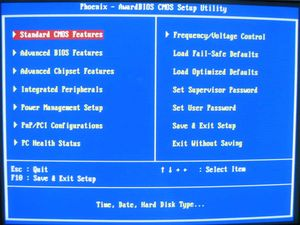 Phoenix - AwardBIOS CMOS Setup Utility
Standard CMOS Features
Advanced BIOS Features
Advanced Chipset Features
Integrated Peripherals
Power Management Setup
PnP/PCI Configurations
PC Health Status
Frequency/Voltage Control
Load Fail-Safe Defaults
Load Optimized Defaults
Set Supervisor Password
Set User Password
Save & Exit Setup
Exit Without Saving
Esc : Quit
F10 : Save & Exit Setup
↑ ↓ → ← : Select Item
Time, Date, Hard Disk Type...